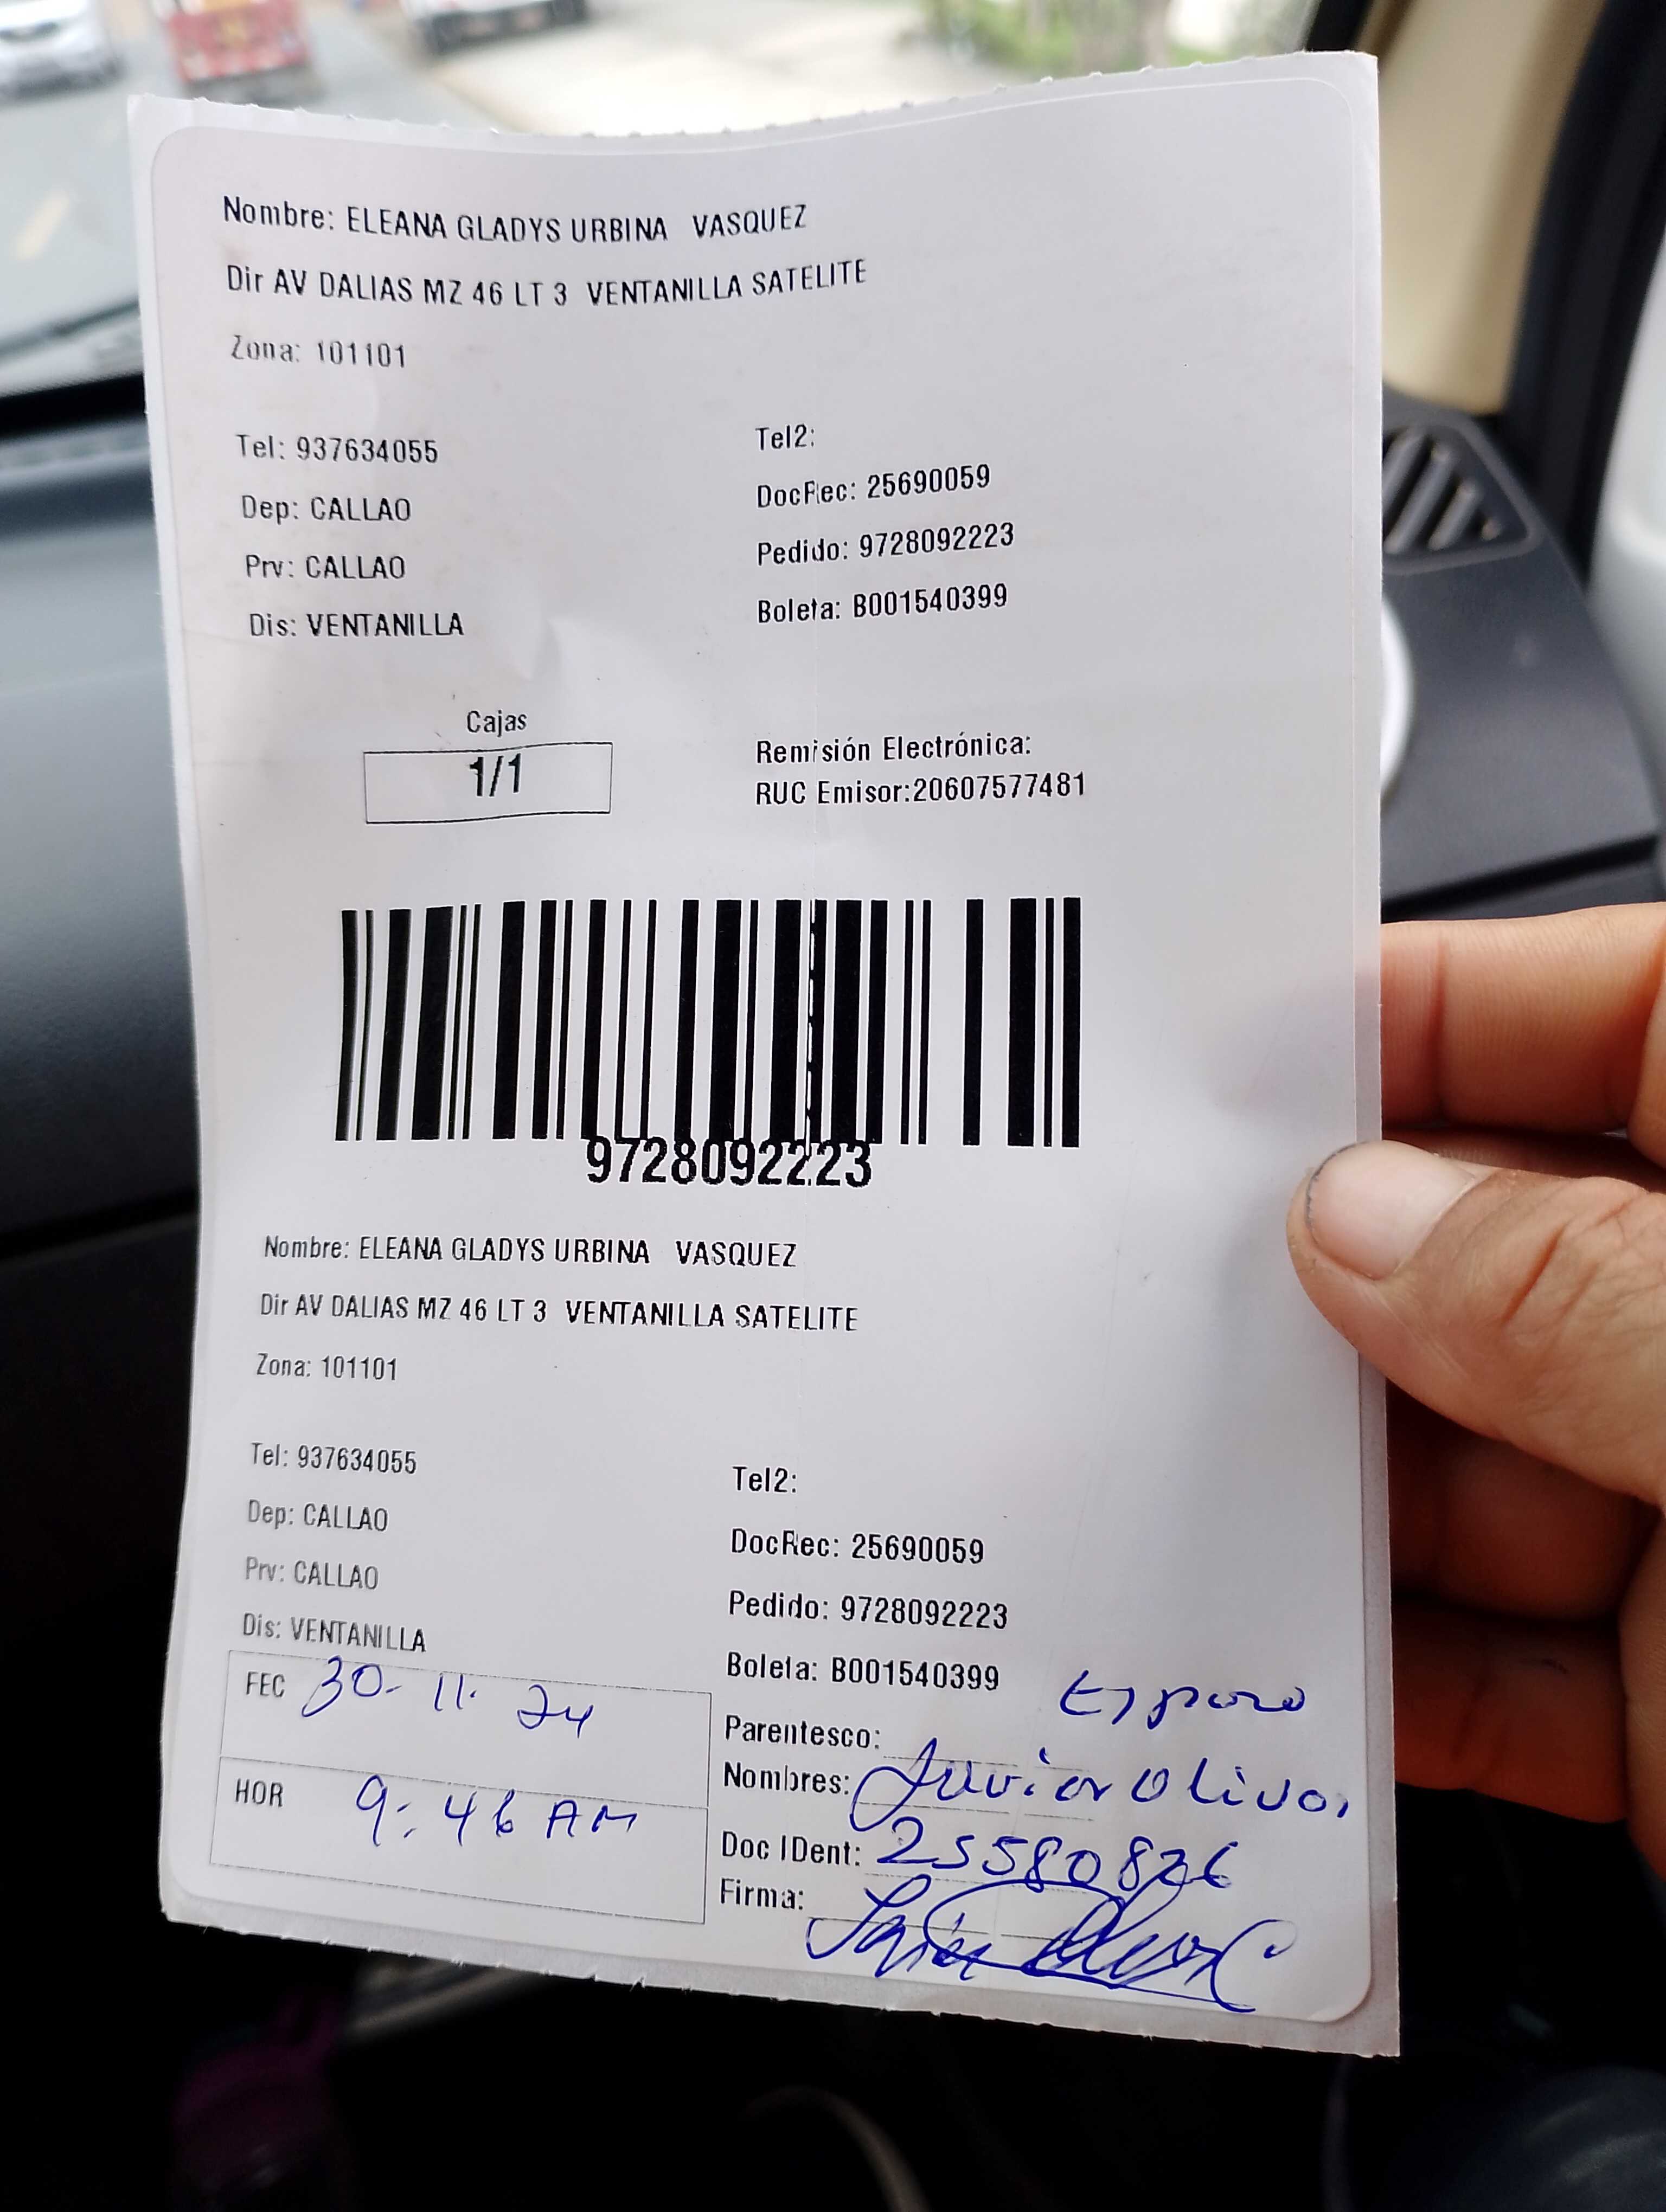 Nombre: ELEANA GLADYS URBINA VASQUEZ
Dir AV DALIAS MZ 46 LT 3 VENTANILLA SATELITE
Zona: 101101
Tel: 937634055
Tel2:
Dep: CALLAO
DocRec: 25690059
Prv: CALLAO
Pedido: 9728092223
Dis: VENTANILLA
Boleta: B001540399
Cajas
1/1
Remisión Electrónica:
RUC Emisor:20607577481
9728092223
Nombre: ELEANA GLADYS URBINA VASQUEZ
Dir AV DALIAS MZ 46 LT 3 VENTANILLA SATELITE
Zona: 101101
Tel: 937634055
Tel2:
Dep: CALLAO
DocRec: 25690059
Prv: CALLAO
Pedido: 9728092223
Dis: VENTANILLA
Boleta: B001540399
FEC 30-11-24
Parentesco: Esposo
Nombres: Javier Olivos
HOR 9:46 AM
Doc IDent: 25580826
Firma: